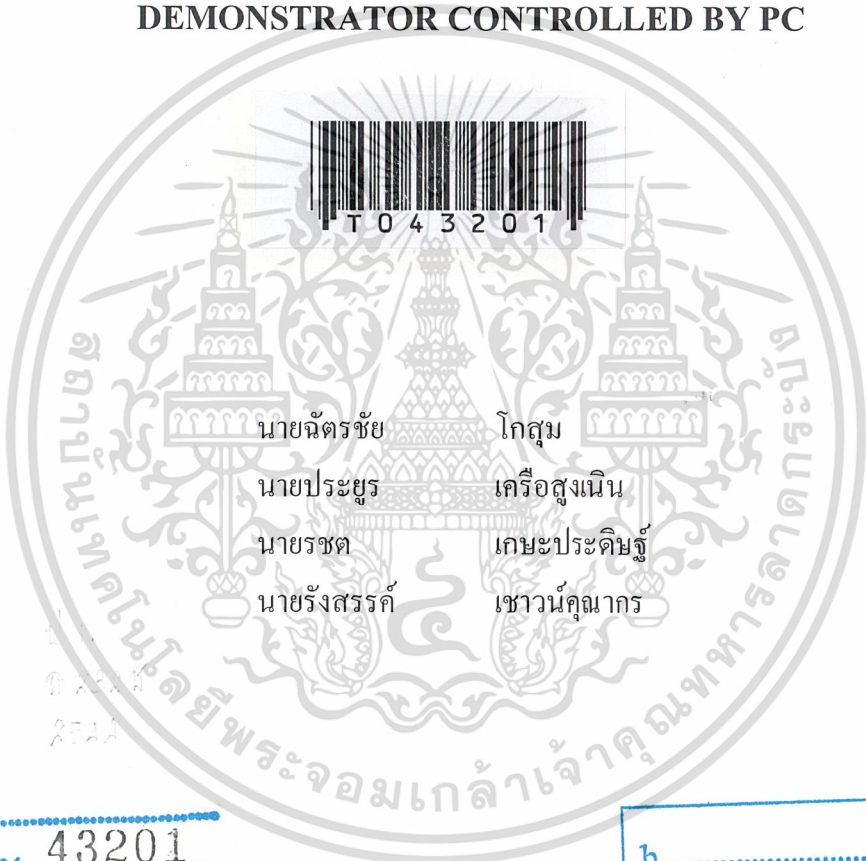 DEMONSTRATOR CONTROLLED BY PC
T043201
นายฉัตรชัย โกสุม
นายประยูร เครือสูงเนิน
นายรชต เกษะประดิษฐ์
นายรังสรรค์ เชาวน์คุณากร
สถาบันเทคโนโลยีพระจอมเกล้าเจ้าคุณทหารลาดกระบัง
43201
b